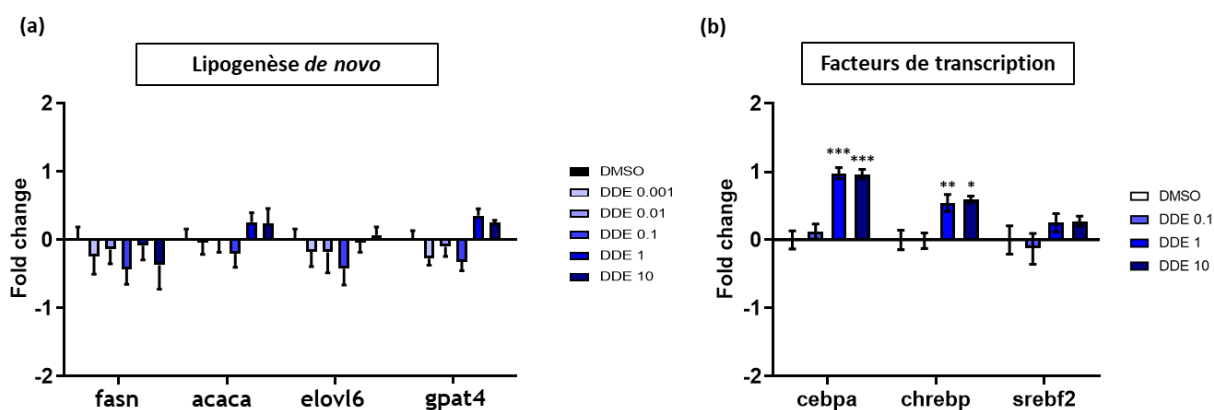 (a)
Lipogenèse de novo
2
1
0
-1
-2
Fold change
fasn acaca elovl6 gpat4
DMSO
DDE 0.001
DDE 0.01
DDE 0.1
DDE 1
DDE 10
(b)
Facteurs de transcription
2
1
0
-1
-2
Fold change
*** ***
** *
cebpa chrebp srebf2
DMSO
DDE 0.1
DDE 1
DDE 10